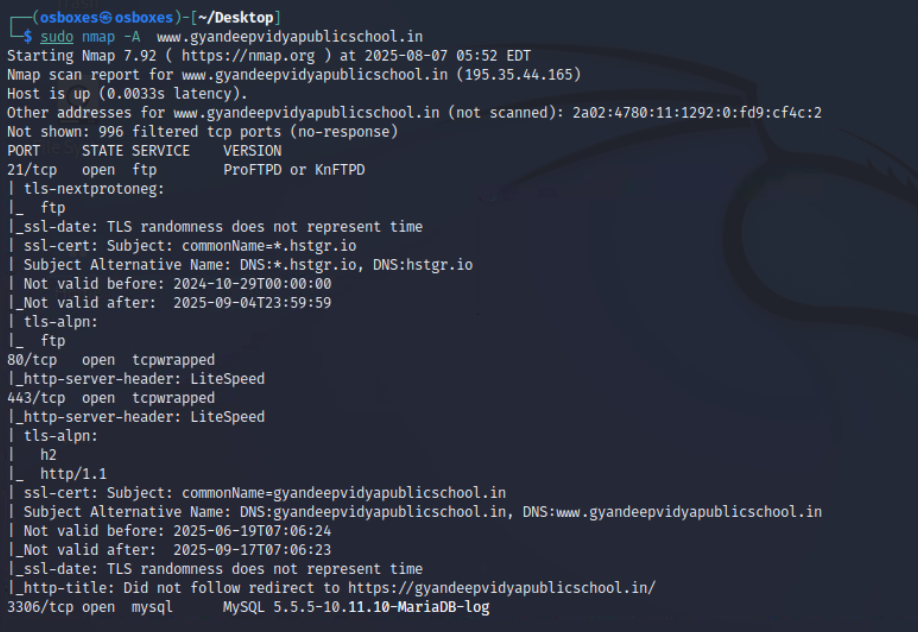 ┌──(osboxes㉿osboxes)-[~/Desktop]
└─$ sudo nmap -A  www.gyandeepvidyapublicschool.in
Starting Nmap 7.92 ( https://nmap.org ) at 2025-08-07 05:52 EDT
Nmap scan report for www.gyandeepvidyapublicschool.in (195.35.44.165)
Host is up (0.0033s latency).
Other addresses for www.gyandeepvidyapublicschool.in (not scanned): 2a02:4780:11:1292:0:fd9:cf4c:2
Not shown: 996 filtered tcp ports (no-response)
PORT     STATE SERVICE    VERSION
21/tcp   open  ftp        ProFTPD or KnFTPD
| tls-nextprotoneg:
|_  ftp
|_ssl-date: TLS randomness does not represent time
| ssl-cert: Subject: commonName=*.hstgr.io
| Subject Alternative Name: DNS:*.hstgr.io, DNS:hstgr.io
| Not valid before: 2024-10-29T00:00:00
|_Not valid after:  2025-09-04T23:59:59
| tls-alpn:
|_  ftp
80/tcp   open  tcpwrapped
|_http-server-header: LiteSpeed
443/tcp  open  tcpwrapped
|_http-server-header: LiteSpeed
| tls-alpn:
|   h2
|_  http/1.1
| ssl-cert: Subject: commonName=gyandeepvidyapublicschool.in
| Subject Alternative Name: DNS:gyandeepvidyapublicschool.in, DNS:www.gyandeepvidyapublicschool.in
| Not valid before: 2025-06-19T07:06:24
|_Not valid after:  2025-09-17T07:06:23
|_ssl-date: TLS randomness does not represent time
|_http-title: Did not follow redirect to https://gyandeepvidyapublicschool.in/
3306/tcp open  mysql      MySQL 5.5.5-10.11.10-MariaDB-log